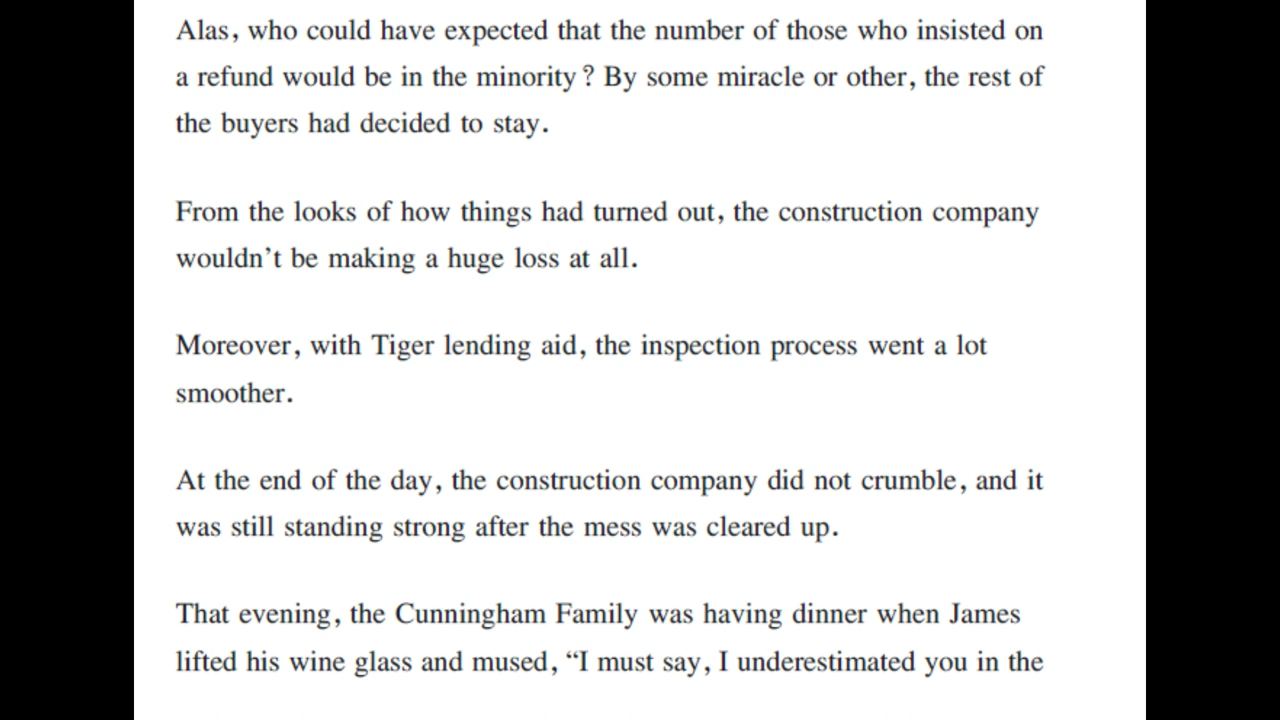 Alas, who could have expected that the number of those who insisted on
a refund would be in the minority? By some miracle or other, the rest of
the buyers had decided to stay.
From the looks of how things had turned out, the construction company
wouldn’t be making a huge loss at all.
Moreover, with Tiger lending aid, the inspection process went a lot
smoother.
At the end of the day, the construction company did not crumble, and it
was still standing strong after the mess was cleared up.
That evening, the Cunningham Family was having dinner when James
lifted his wine glass and mused, “I must say, I underestimated you in the